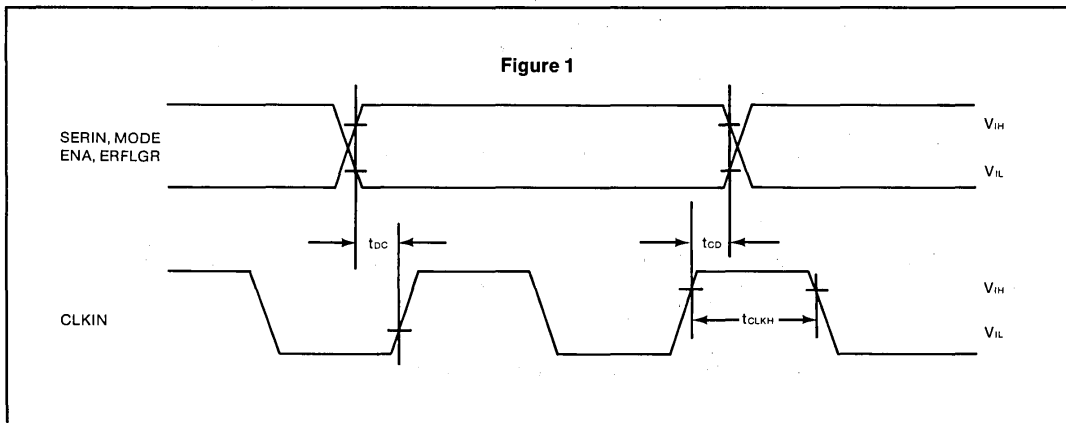 Figure 1
SERIN, MODE
ENA, ERFLGR
VIH
VIL
tDC
tCD
CLKIN
VIH
tCLKH
VIL